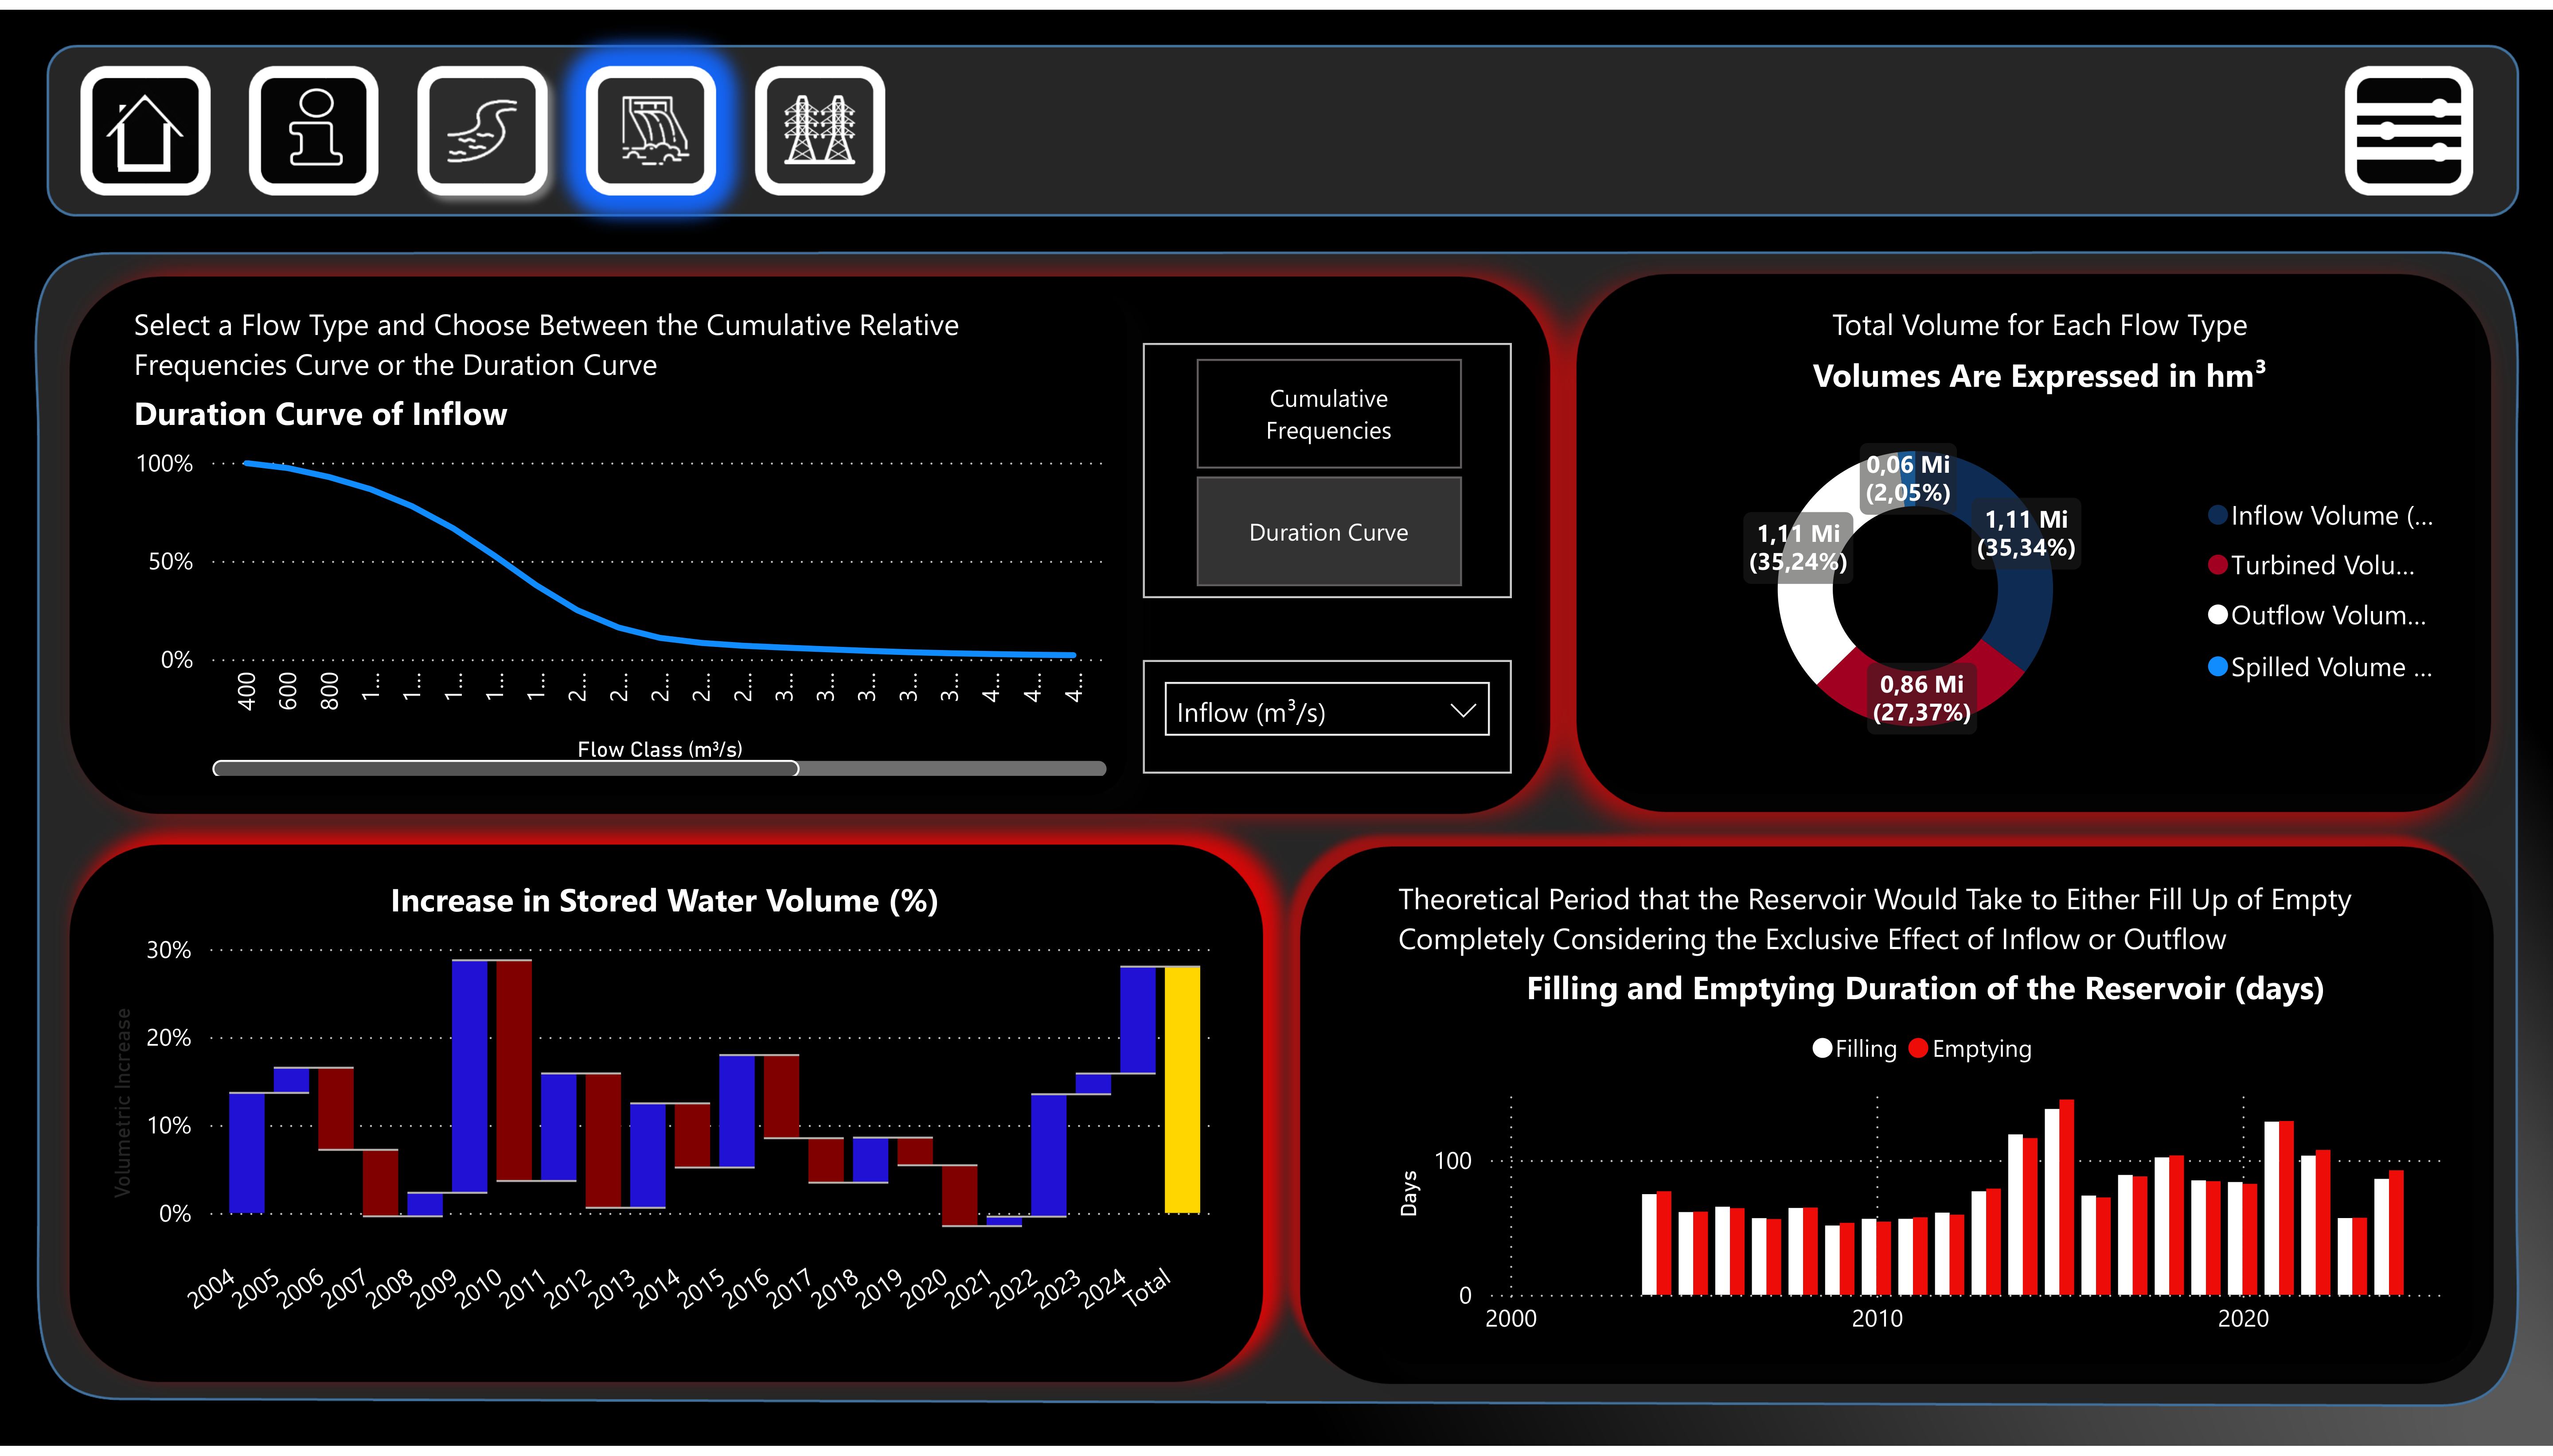 Select a Flow Type and Choose Between the Cumulative Relative
Frequencies Curve or the Duration Curve
Duration Curve of Inflow
100%
50%
0%
400
600
800
1...
1...
1...
1...
1...
2...
2...
2...
2...
2...
3...
3...
3...
3...
3...
4...
4...
4...
Flow Class (m³/s)
Cumulative
Frequencies
Duration Curve
Inflow (m³/s)
Total Volume for Each Flow Type
Volumes Are Expressed in hm³
0,06 Mi
(2,05%)
1,11 Mi
(35,34%)
1,11 Mi
(35,24%)
0,86 Mi
(27,37%)
Inflow Volume (...
Turbined Volu...
Outflow Volum...
Spilled Volume ...
Increase in Stored Water Volume (%)
Volumetric Increase
30%
20%
10%
0%
2004
2005
2006
2007
2008
2009
2010
2011
2012
2013
2014
2015
2016
2017
2018
2019
2020
2021
2022
2023
2024
Total
Theoretical Period that the Reservoir Would Take to Either Fill Up of Empty
Completely Considering the Exclusive Effect of Inflow or Outflow
Filling and Emptying Duration of the Reservoir (days)
Filling
Emptying
Days
100
0
2000
2010
2020